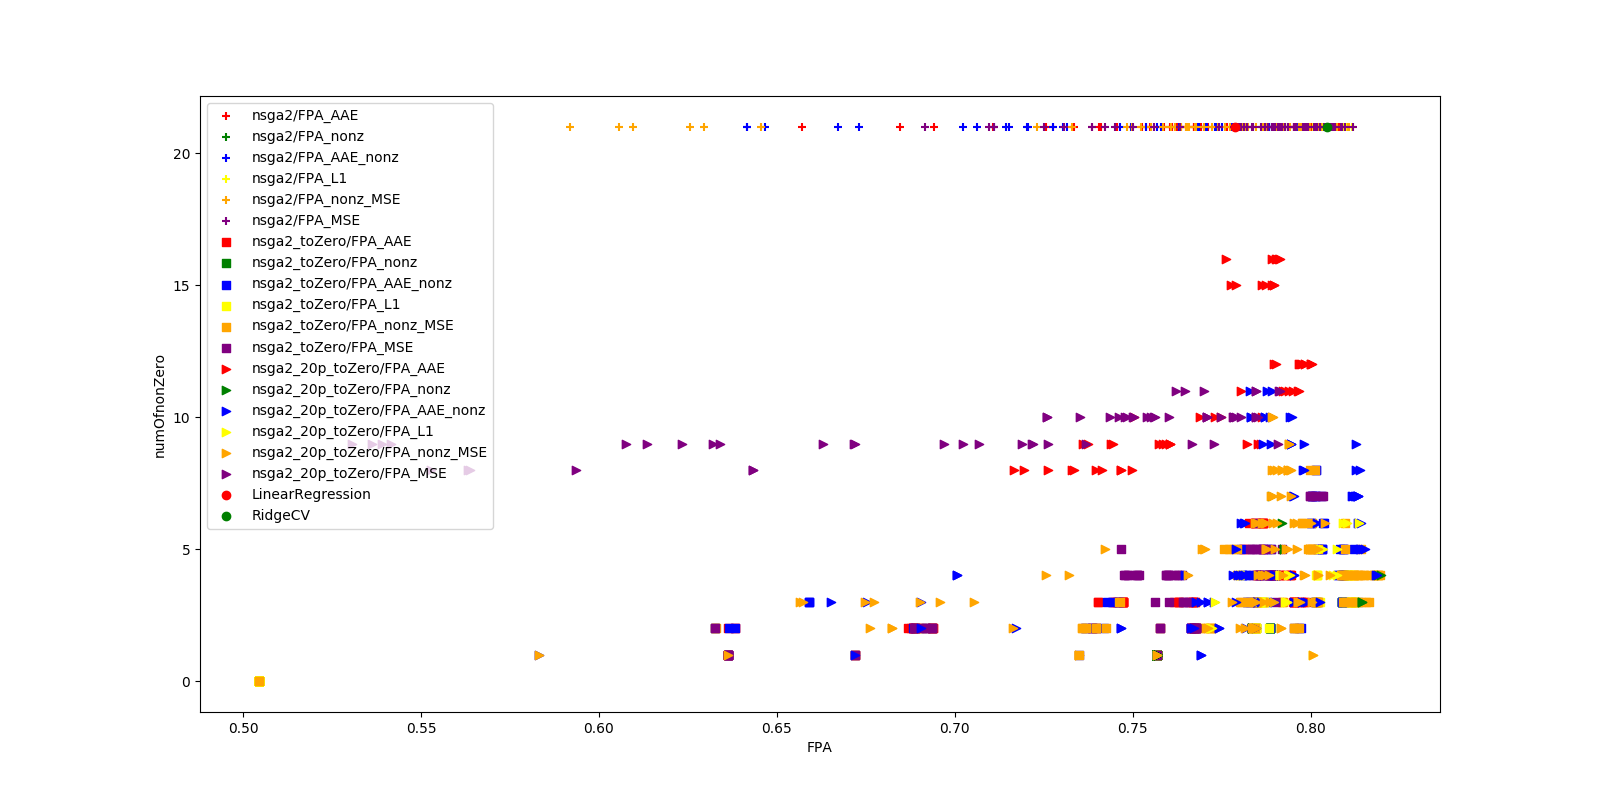 nsga2/FPA_AAE
nsga2/FPA_nonz
nsga2/FPA_AAE_nonz
nsga2/FPA_L1
nsga2/FPA_nonz_MSE
nsga2/FPA_MSE
nsga2_toZero/FPA_AAE
nsga2_toZero/FPA_nonz
nsga2_toZero/FPA_AAE_nonz
nsga2_toZero/FPA_L1
nsga2_toZero/FPA_nonz_MSE
nsga2_toZero/FPA_MSE
nsga2_20p_toZero/FPA_AAE
nsga2_20p_toZero/FPA_nonz
nsga2_20p_toZero/FPA_AAE_nonz
nsga2_20p_toZero/FPA_L1
nsga2_20p_toZero/FPA_nonz_MSE
nsga2_20p_toZero/FPA_MSE
LinearRegression
RidgeCV
numOfnonZero
20
15
10
5
0
0.50 0.55 0.60 0.65 0.70 0.75 0.80
FPA